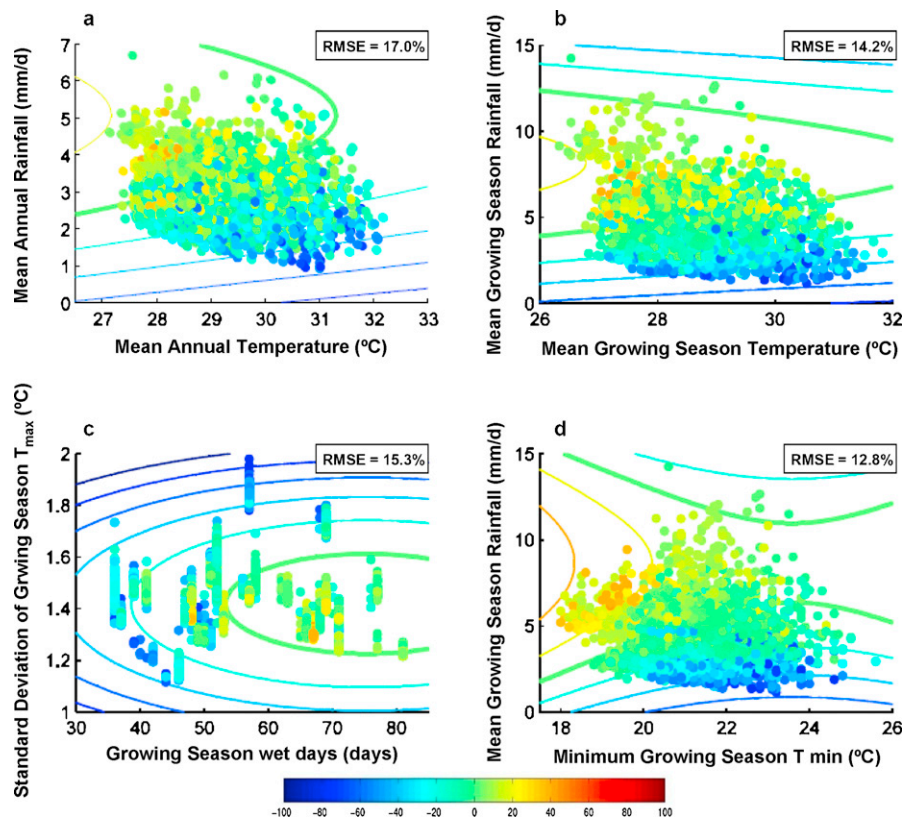 a
RMSE = 17.0%
Mean Annual Rainfall (mm/d)
7
6
5
4
3
2
1
0
27 28 29 30 31 32 33
Mean Annual Temperature (ºC)
b
RMSE = 14.2%
Mean Growing Season Rainfall (mm/d)
15
10
5
0
26 28 30 32
Mean Growing Season Temperature (ºC)
c
RMSE = 15.3%
Standard Deviation of Grwing Season Tmax (ºC)
2
1.8
1.6
1.4
1.2
1
30 40 50 60 70 80
Growing Season wet days (days)
d
RMSE = 12.8%
Mean Growing Season Rainfall (mm/d)
15
10
5
0
18 20 22 24 26
Minimum Growing Season T min (ºC)
-100 -80 -60 -40 -20 0 20 40 60 80 100